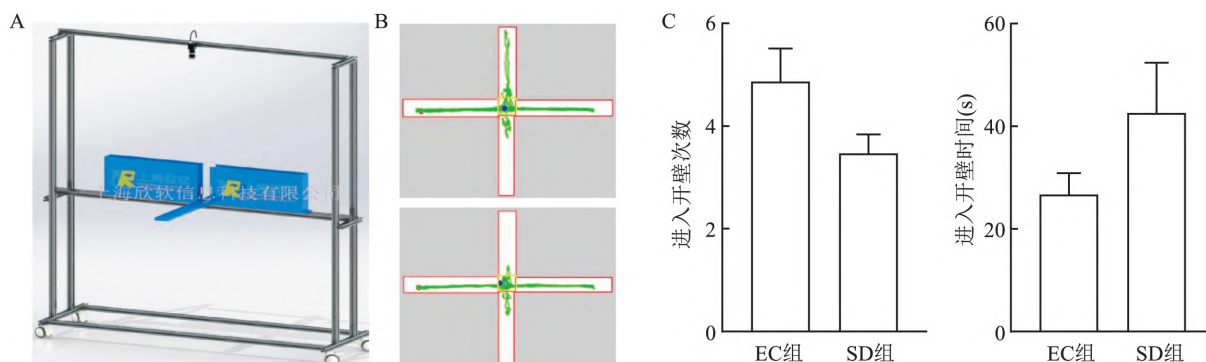 A
B
C
R
R
上海欣软信息科技有限公司
进入开壁次数
6
4
2
0
EC组
SD组
进入开壁时间(s)
60
40
20
0
EC组
SD组